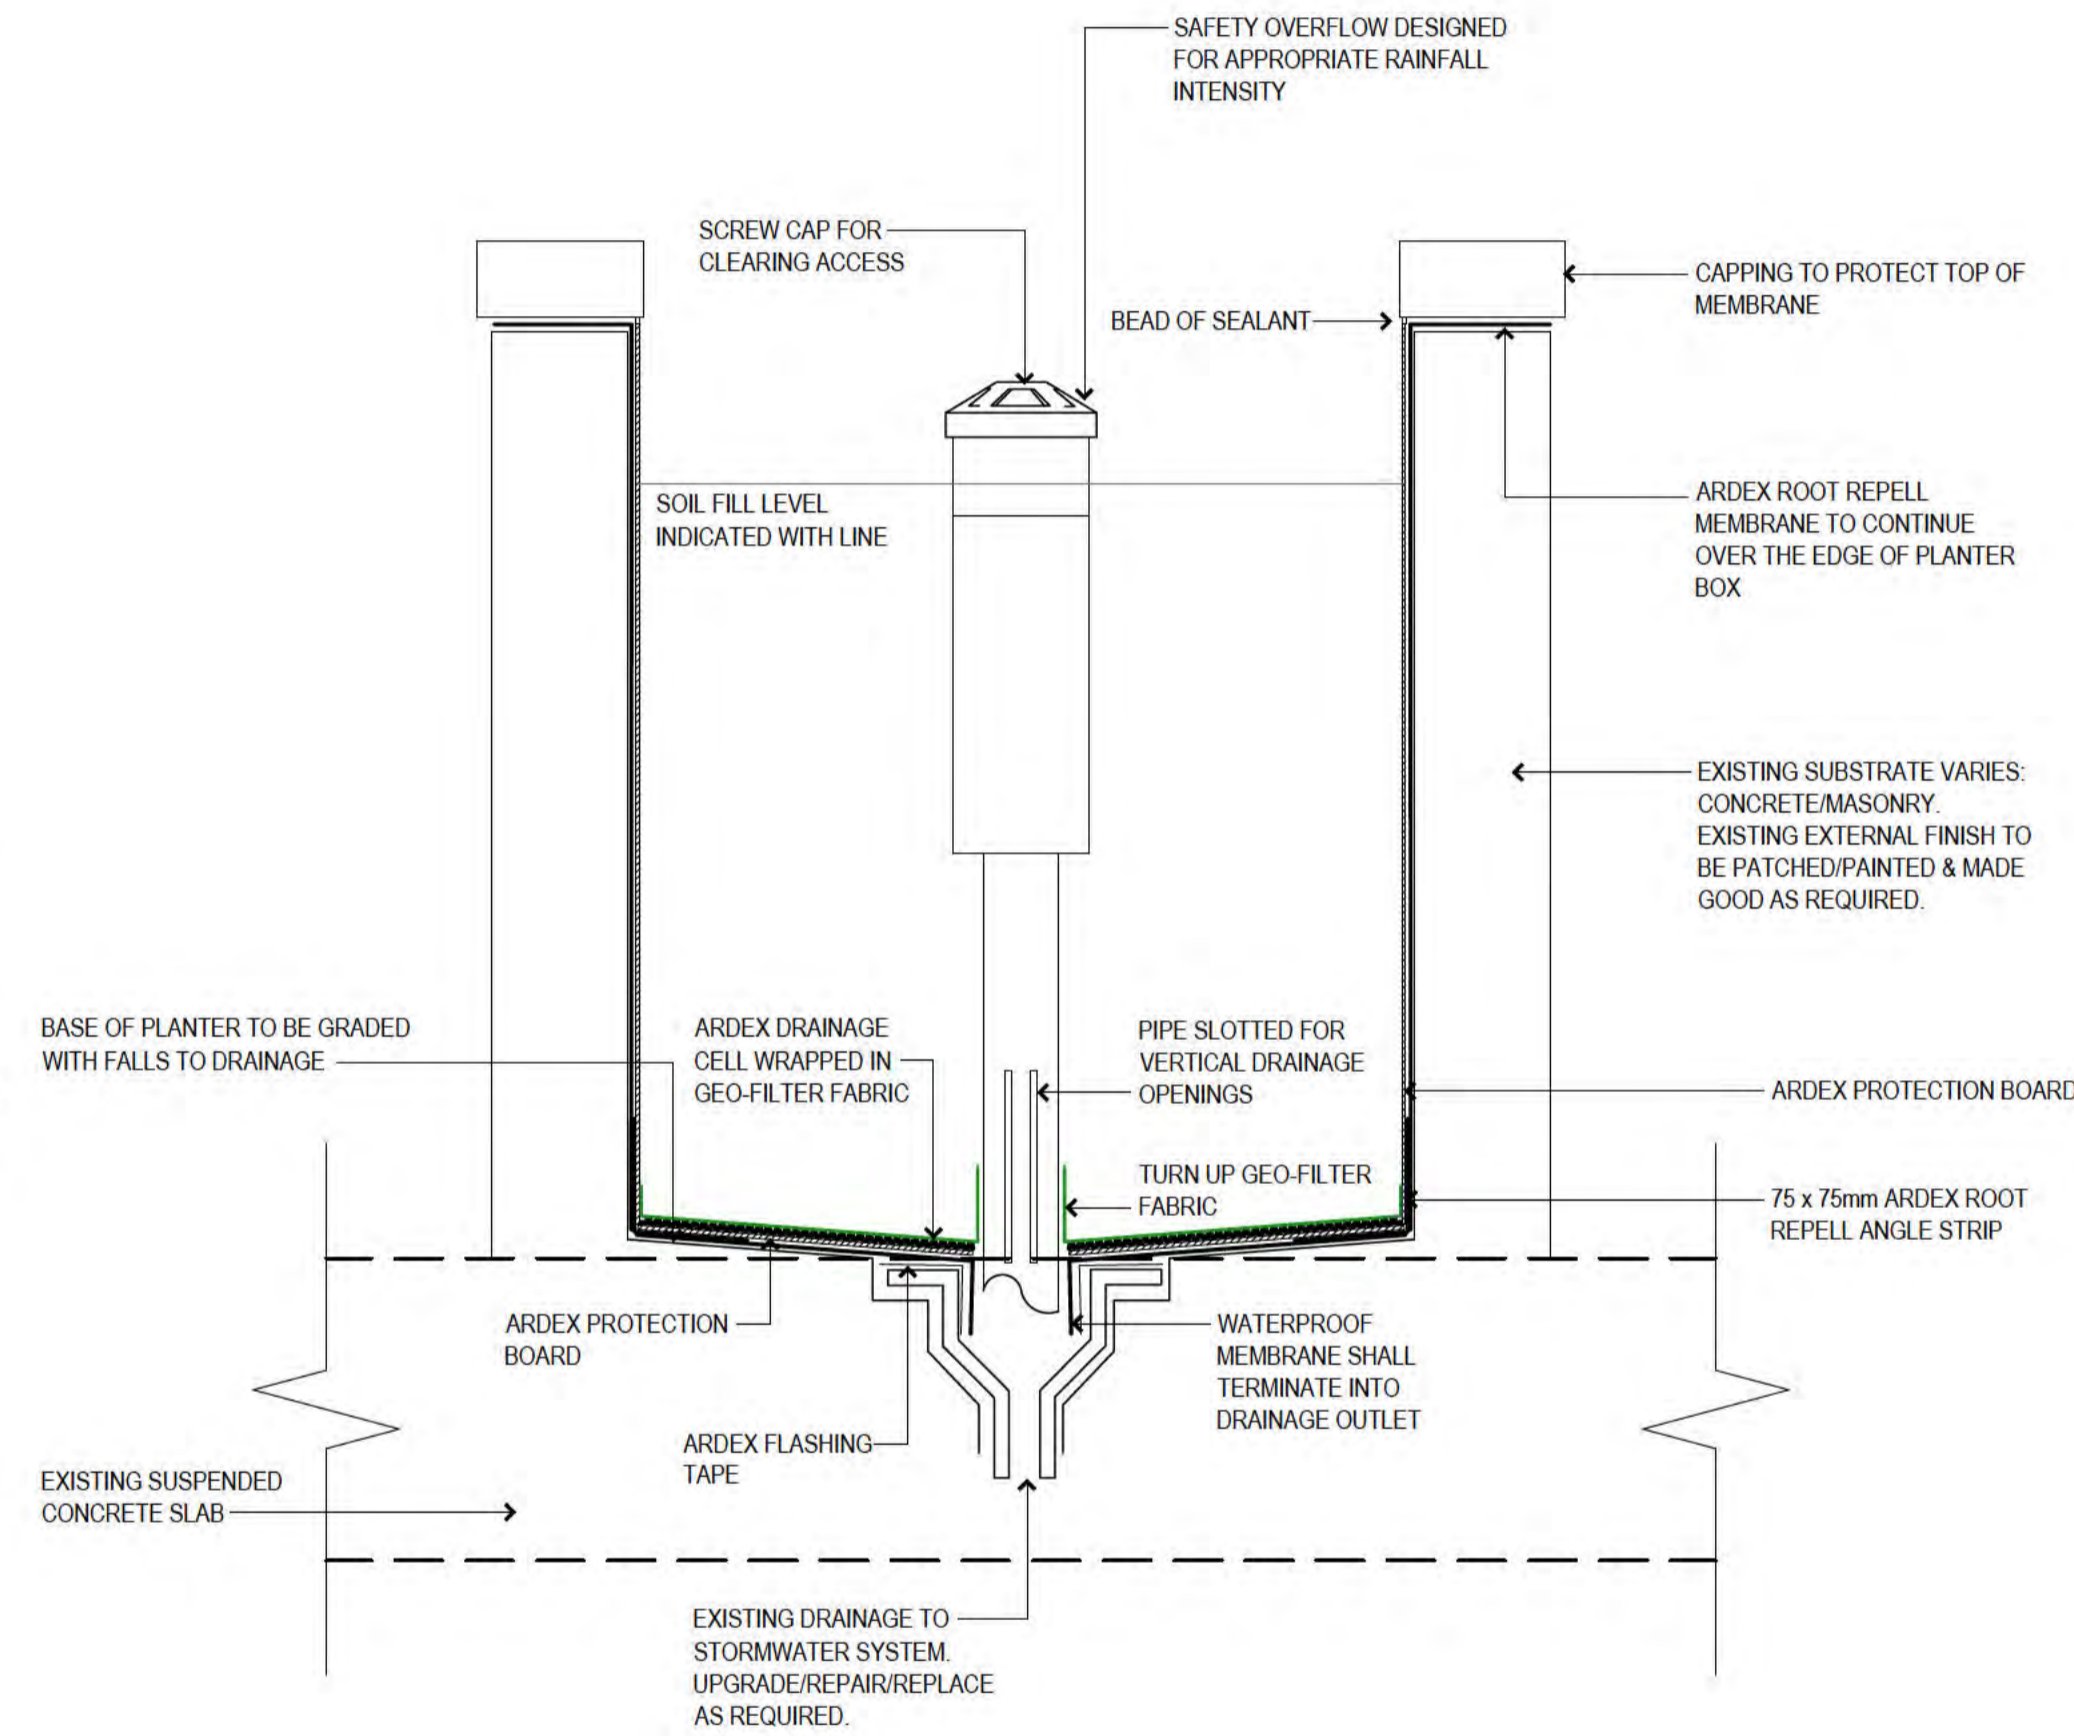 SAFETY OVERFLOW DESIGNED
FOR APPROPRIATE RAINFALL
INTENSITY
SCREW CAP FOR
CLEARING ACCESS
CAPPING TO PROTECT TOP OF
MEMBRANE
BEAD OF SEALANT
SOIL FILL LEVEL
INDICATED WITH LINE
ARDEX ROOT REPELL
MEMBRANE TO CONTINUE
OVER THE EDGE OF PLANTER
BOX
EXISTING SUBSTRATE VARIES:
CONCRETE/MASONRY.
EXISTING EXTERNAL FINISH TO
BE PATCHED/PAINTED & MADE
GOOD AS REQUIRED.
BASE OF PLANTER TO BE GRADED
WITH FALLS TO DRAINAGE
ARDEX DRAINAGE
CELL WRAPPED IN
GEO-FILTER FABRIC
PIPE SLOTTED FOR
VERTICAL DRAINAGE
OPENINGS
ARDEX PROTECTION BOARD
TURN UP GEO-FILTER
FABRIC
75 x 75mm ARDEX ROOT
REPELL ANGLE STRIP
ARDEX PROTECTION
BOARD
WATERPROOF
MEMBRANE SHALL
TERMINATE INTO
DRAINAGE OUTLET
ARDEX FLASHING
TAPE
EXISTING SUSPENDED
CONCRETE SLAB
EXISTING DRAINAGE TO
STORMWATER SYSTEM.
UPGRADE/REPAIR/REPLACE
AS REQUIRED.